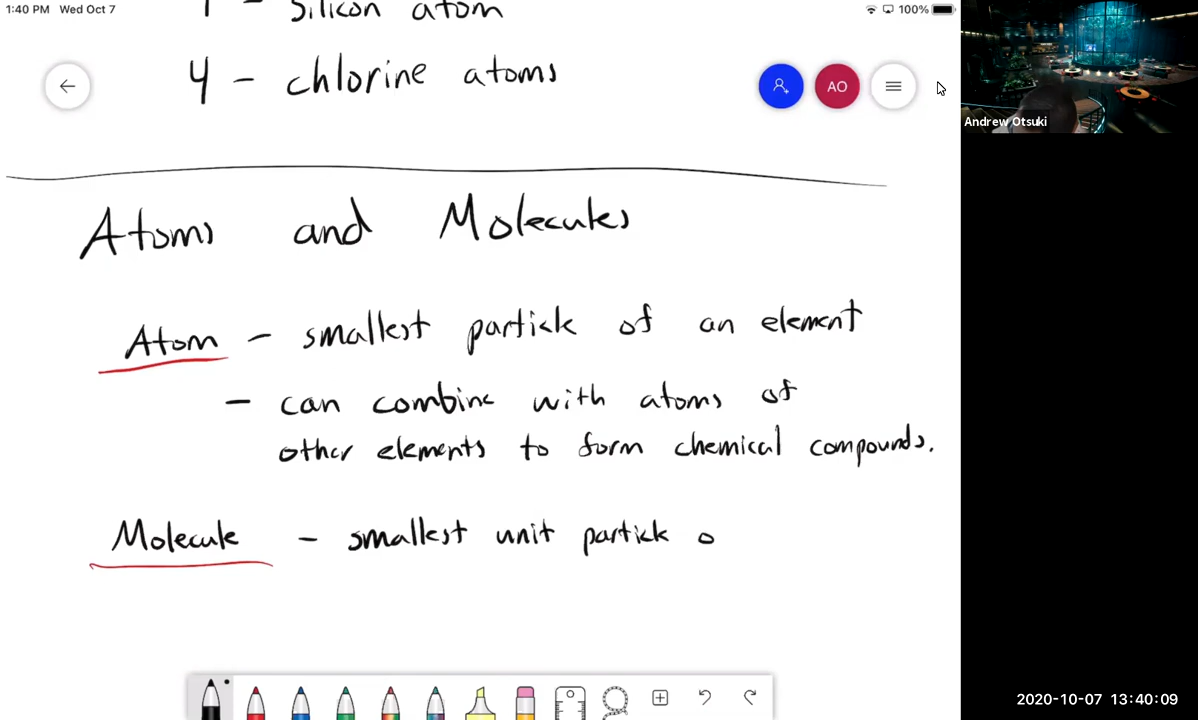 1:40 PM Wed Oct 7
100%
1 - Silicon atom
4 - chlorine atoms
AO
Andrew Otsuki
Atoms and Molecules
Atom - smallest particle of an element
- can combine with atoms of
other elements to form chemical compounds.
Molecule - smallest unit particle o
2020-10-07 13:40:09